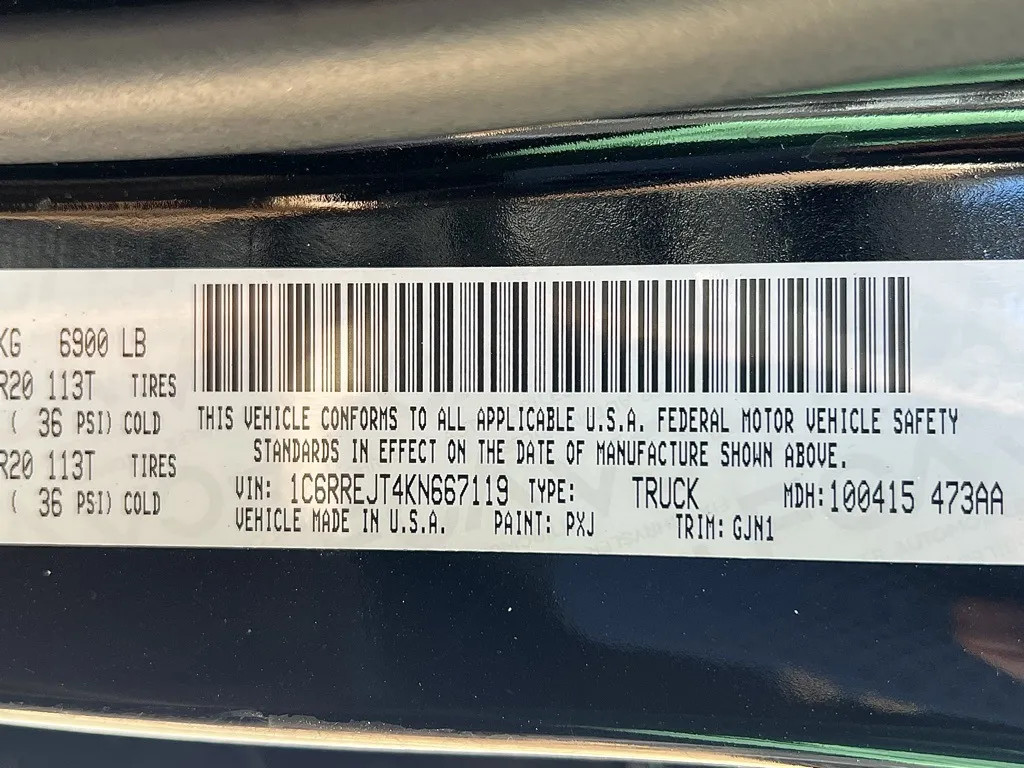 KG 6900 LB
R20 113T TIRES
( 36 PSI) COLD
R20 113T TIRES
( 36 PSI) COLD
THIS VEHICLE CONFORMS TO ALL APPLICABLE U.S.A. FEDERAL MOTOR VEHICLE SAFETY
STANDARDS IN EFFECT ON THE DATE OF MANUFACTURE SHOWN ABOVE.
VIN: 1C6RREJT4KN667119 TYPE: TRUCK MDH:100415 473AA
VEHICLE MADE IN U.S.A. PAINT: PXJ TRIM: GJN1